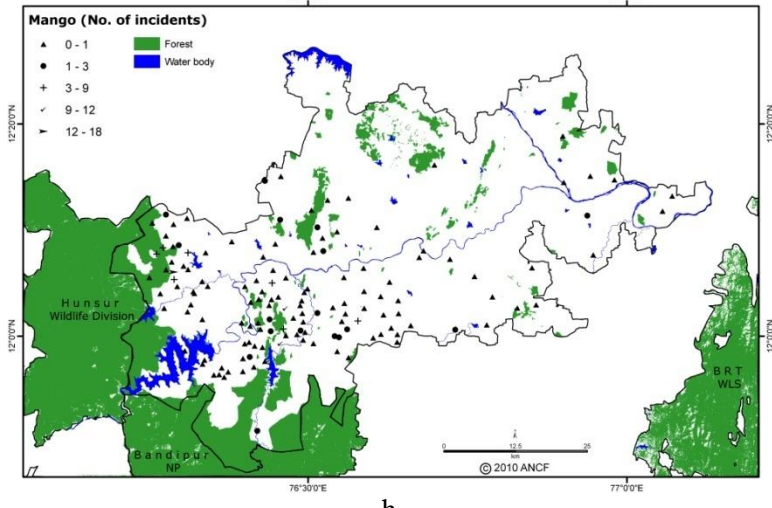 Mango (No. of incidents)
0 - 1
1 - 3
3 - 9
9 - 12
12 - 18
Forest
Water body
12°20'0"N
12°20'0"N
Hunsur
Wildlife Division
12°0'0"N
12°0'0"N
BRT
WLS
Bandipur
NP
0
12.5
25
km
© 2010 ANCF
76°30'0"E
77°0'0"E
b